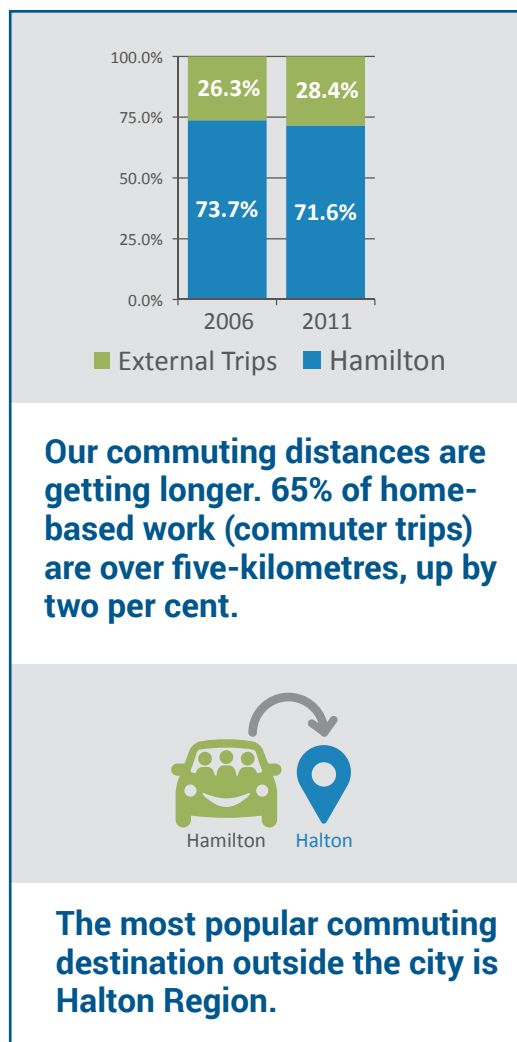 100.0%
75.0%
50.0%
25.0%
0.0%
26.3% 28.4%
73.7% 71.6%
2006 2011
External Trips Hamilton
Our commuting distances are
getting longer. 65% of home-
based work (commuter trips)
are over five-kilometres, up by
two per cent.
Hamilton Halton
The most popular commuting
destination outside the city is
Halton Region.